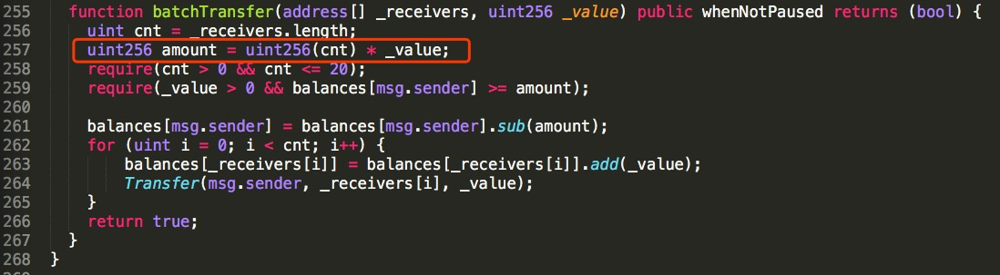 255 function batchTransfer(address[] _receivers, uint256 _value) public whenNotPaused returns (bool) {
256 uint cnt = _receivers.length;
257 uint256 amount = uint256(cnt) * _value;
258 require(cnt > 0 && cnt <= 20);
259 require(_value > 0 && balances[msg.sender] >= amount);
260
261 balances[msg.sender] = balances[msg.sender].sub(amount);
262 for (uint i = 0; i < cnt; i++) {
263 balances[_receivers[i]] = balances[_receivers[i]].add(_value);
264 Transfer(msg.sender, _receivers[i], _value);
265 }
266 return true;
267 }
268 }